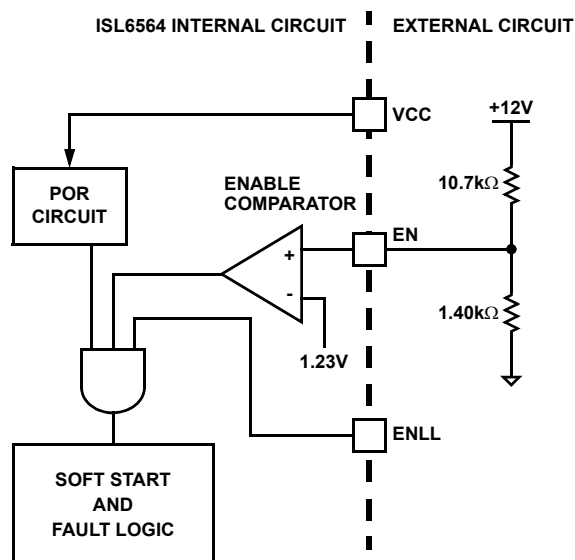 ISL6564 INTERNAL CIRCUIT
EXTERNAL CIRCUIT
+12V
VCC
10.7kΩ
POR
CIRCUIT
ENABLE
COMPARATOR
EN
+
-
1.40kΩ
1.23V
ENLL
SOFT START
AND
FAULT LOGIC